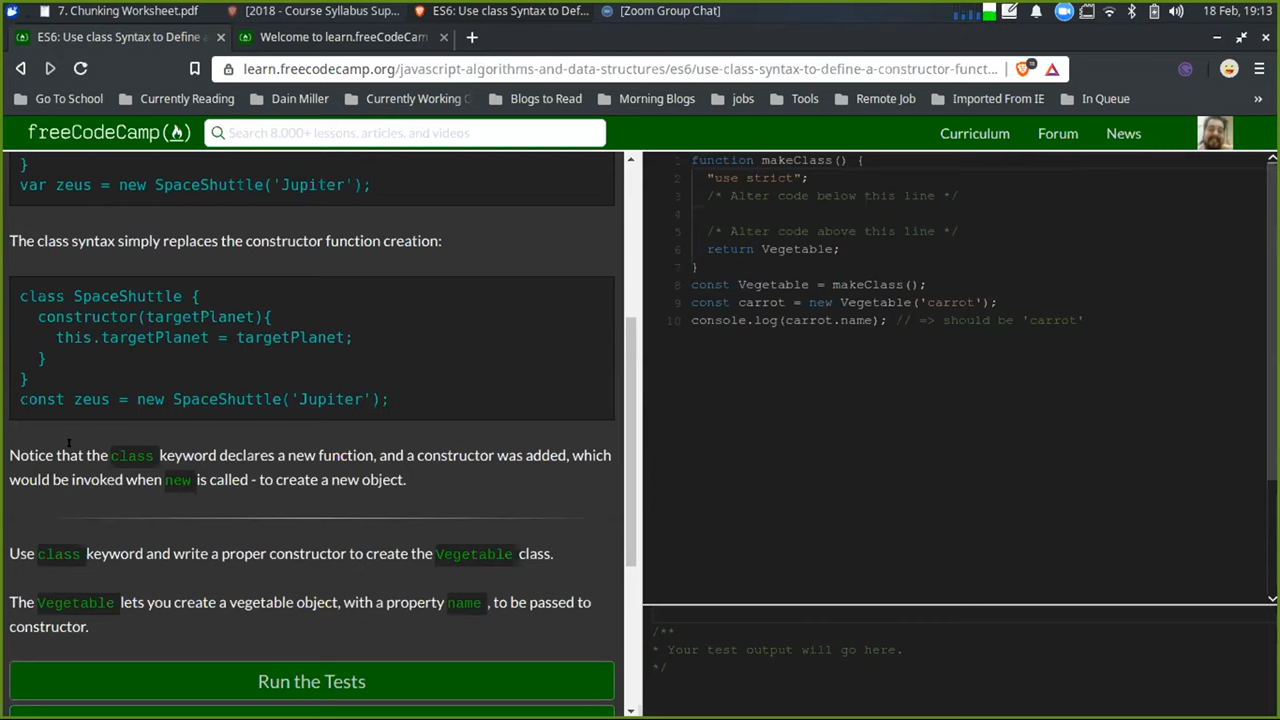 7. Chunking Worksheet.pdf
[2018 - Course Syllabus Sup...
ES6: Use class Syntax to Def...
[Zoom Group Chat]
18 Feb, 19:13
ES6: Use class Syntax to Define a
Welcome to learn.freeCodeCam
learn.freecodecamp.org/javascript-algorithms-and-data-structures/es6/use-class-syntax-to-define-a-constructor-funct...
18
Go To School
Currently Reading
Dain Miller
Currently Working C
Blogs to Read
Morning Blogs
jobs
Tools
Remote Job
Imported From IE
In Queue
»
freeCodeCamp
Search 8,000+ lessons, articles, and videos
Curriculum
Forum
News
}
var zeus = new SpaceShuttle('Jupiter');
The class syntax simply replaces the constructor function creation:
class SpaceShuttle {
constructor(targetPlanet){
this.targetPlanet = targetPlanet;
}
}
const zeus = new SpaceShuttle('Jupiter');
Notice that the class keyword declares a new function, and a constructor was added, which
would be invoked when new is called - to create a new object.
Use class keyword and write a proper constructor to create the Vegetable class.
The Vegetable lets you create a vegetable object, with a property name , to be passed to
constructor.
Run the Tests
1 function makeClass() {
2 "use strict";
3 /* Alter code below this line */
4
5 /* Alter code above this line */
6 return Vegetable;
7 }
8 const Vegetable = makeClass();
9 const carrot = new Vegetable('carrot');
10 console.log(carrot.name); // => should be 'carrot'
/**
* Your test output will go here.
*/